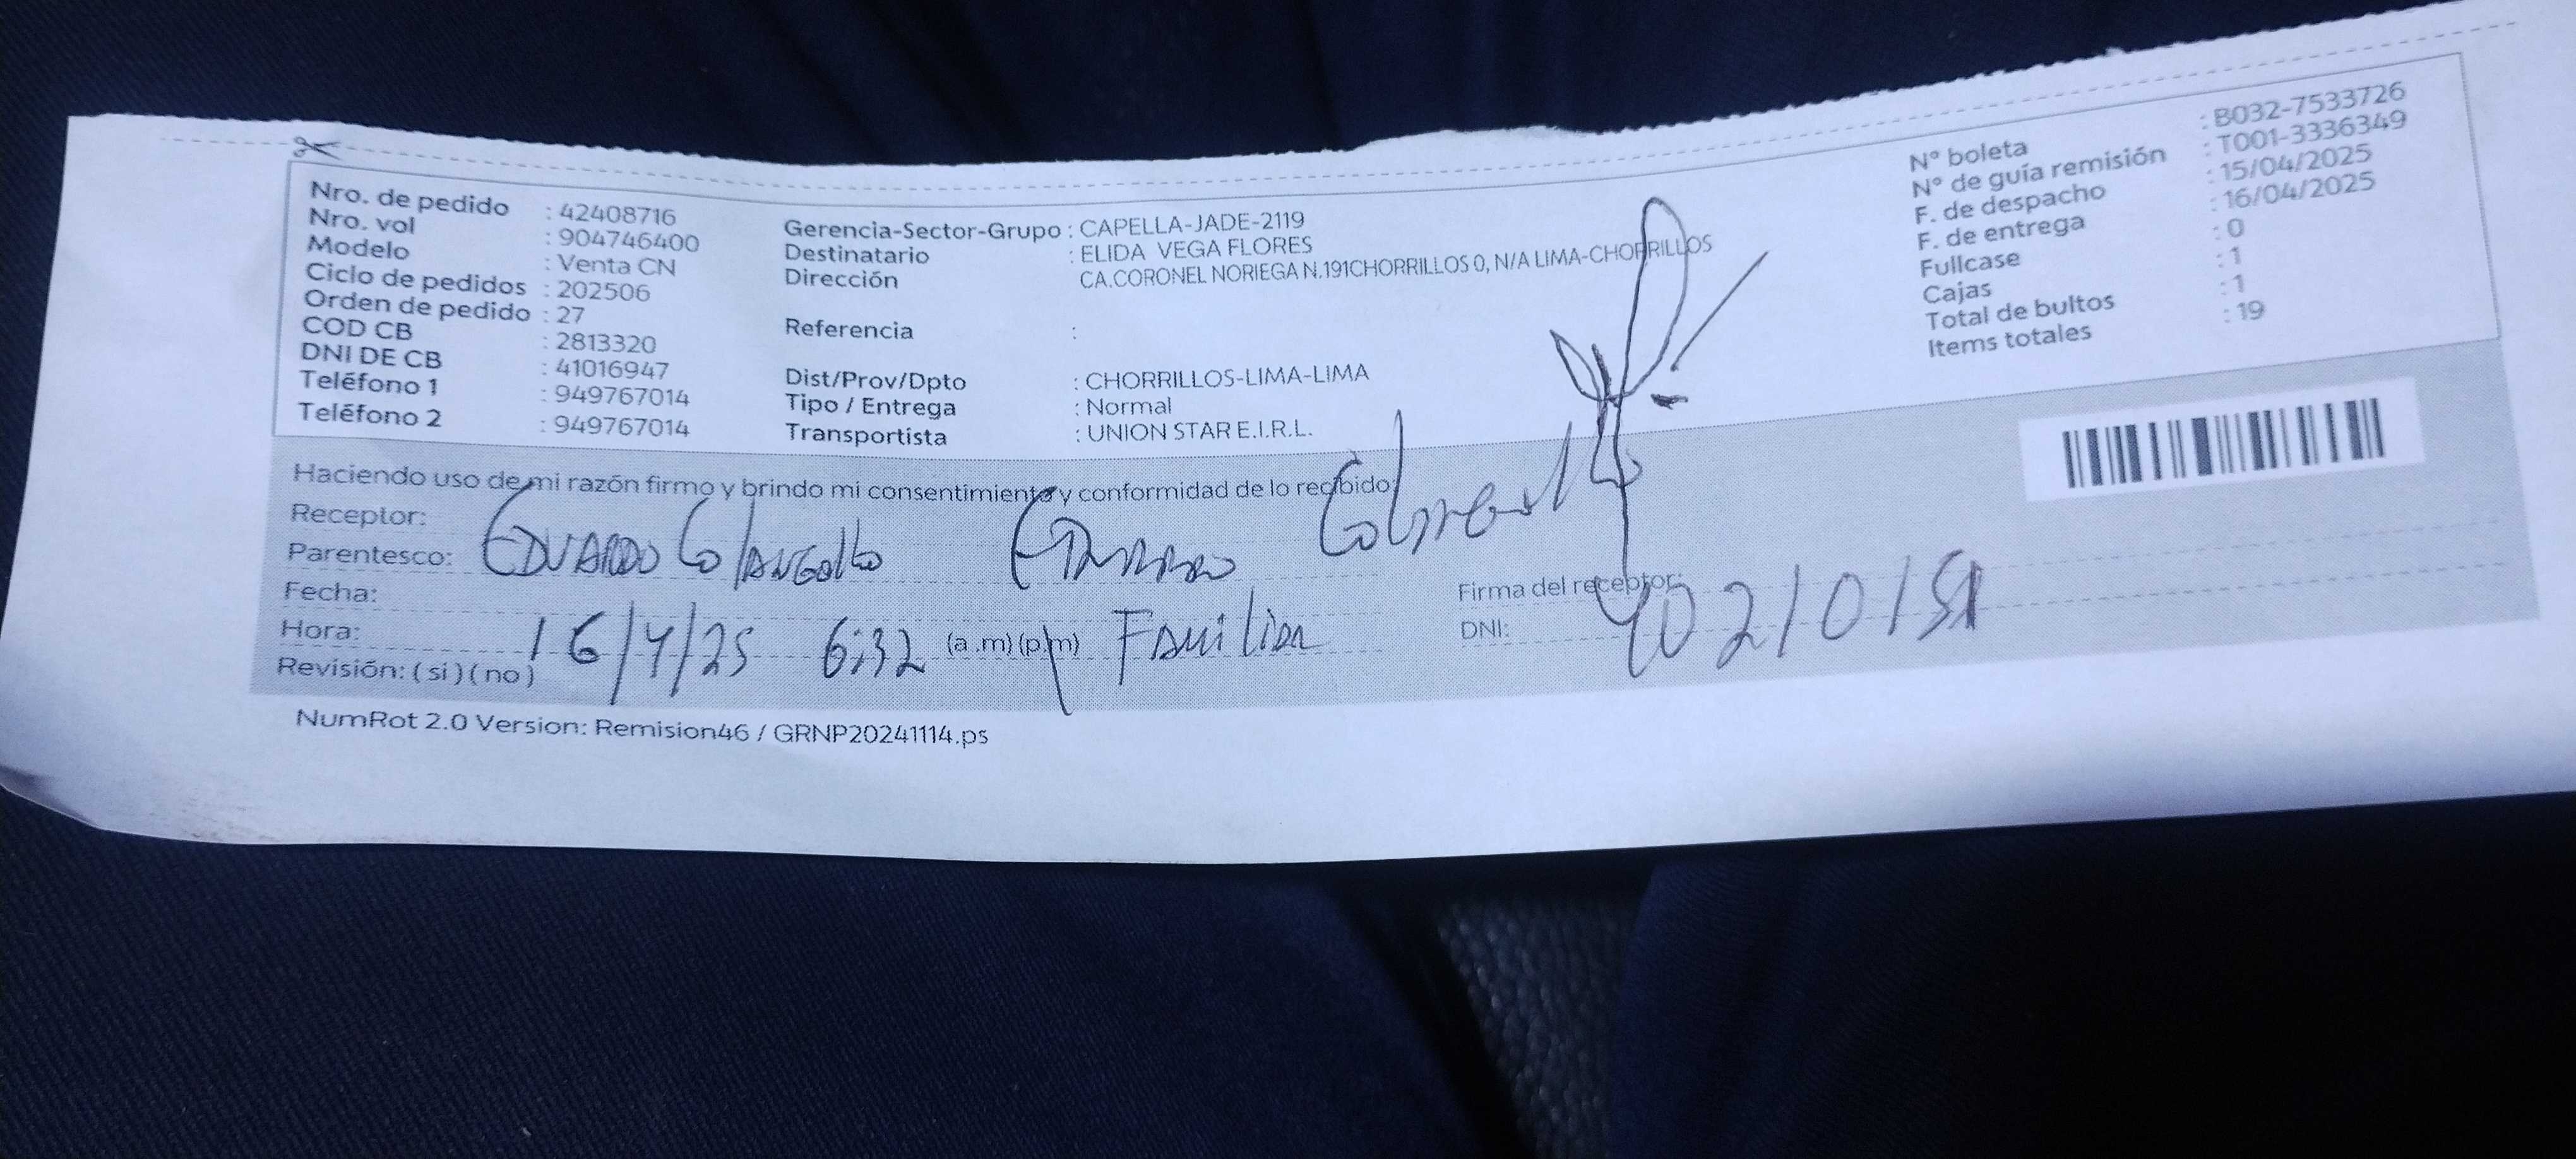 Nro. de pedido : 42408716
Nro. vol : 904746400
Modelo : Venta CN
Ciclo de pedidos : 202506
Orden de pedido : 27
COD CB : 2813320
DNI DE CB : 41016947
Teléfono 1 : 949767014
Teléfono 2 : 949767014
Gerencia-Sector-Grupo : CAPELLA-JADE-2119
Destinatario : ELIDA VEGA FLORES
Dirección : CA.CORONEL NORIEGA N.191CHORRILLOS 0, N/A LIMA-CHORRILLOS
Referencia :
Dist/Prov/Dpto : CHORRILLOS-LIMA-LIMA
Tipo / Entrega : Normal
Transportista : UNION STAR E.I.R.L.
N° boleta : B032-7533726
N° de guía remisión : T001-3336349
F. de despacho : 15/04/2025
F. de entrega : 16/04/2025
Fullcase : 0
Cajas : 1
Total de bultos : 1
Items totales : 19
Haciendo uso de mi razón firmo y brindo mi consentimiento y conformidad de lo recibido:
Receptor:
Parentesco: EDUARDO
Fecha:
Hora: 16/4/25 6:32 (a.m) (p.m) Familiar
Revisión: ( si ) ( no )
Firma del receptor:
DNI:
NumRot 2.0 Version: Remision46 / GRNP20241114.ps